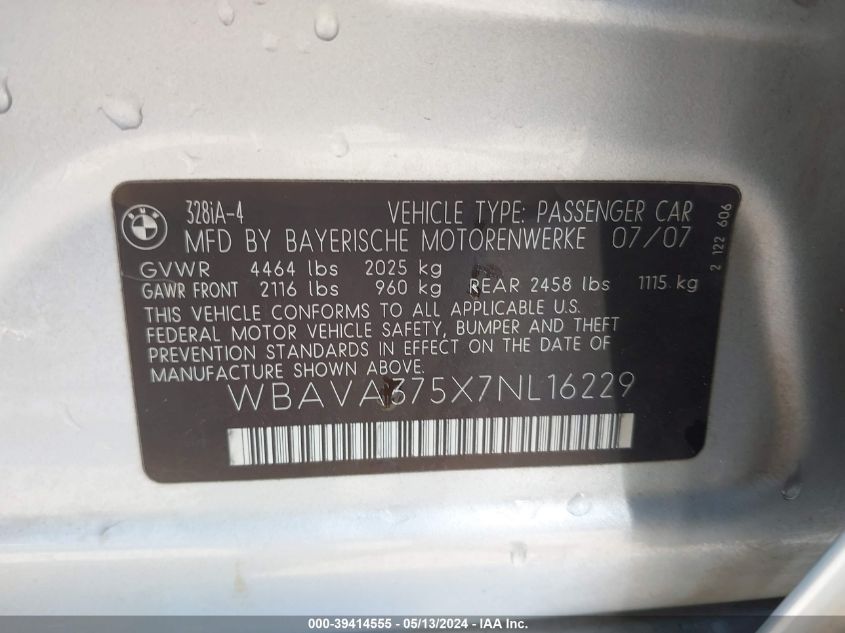 BMW
328iA-4 VEHICLE TYPE: PASSENGER CAR
MFD BY BAYERISCHE MOTORENWERKE 07/07
GVWR 4464 lbs 2025 kg
GAWR FRONT 2116 lbs 960 kg REAR 2458 lbs 1115 kg
THIS VEHICLE CONFORMS TO ALL APPLICABLE U.S.
FEDERAL MOTOR VEHICLE SAFETY, BUMPER AND THEFT
PREVENTION STANDARDS IN EFFECT ON THE DATE OF
MANUFACTURE SHOWN ABOVE.
WBAVA375X7NL16229
2 122 606
000-39414555 - 05/13/2024 - IAA Inc.